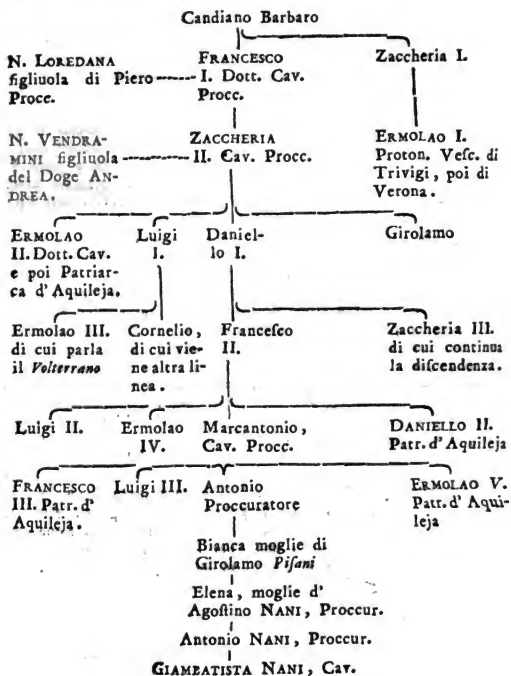 Candiano Barbaro
N. LOREDANA
figliuola di Piero
Procc.
FRANCESCO
I. Dott. Cav.
Procc.
Zaccheria I.
N. VENDRA-
MINI figliuola
del Doge AN-
DREA.
ZACCHERIA
II. Cav. Procc.
ERMOLAO I.
Proton. Veſc. di
Trivigi, poi di
Verona.
ERMOLAO
II. Dott. Cav.
e poi Patriar-
ca d' Aquileja.
Luigi
I.
Daniel-
lo I.
Girolamo
Ermolao III.
di cui parla
il Volterrano
Cornelio,
di cui vie-
ne altra li-
nea.
Franceſco
II.
Zaccheria III.
di cui continua
la diſcendenza.
Luigi II.
Ermolao
IV.
Marcantonio,
Cav. Procc.
DANIELLO II.
Patr. d' Aquileja
FRANCESCO
III. Patr. d'
Aquileja.
Luigi III.
Antonio
Proccuratore
ERMOLAO V.
Patr. d' Aqui-
leja
Bianca moglie di
Girolamo Piſani
Elena, moglie d'
Agoſtino NANI, Proccur.
Antonio NANI, Proccur.
GIAMBATISTA NANI, Cav.